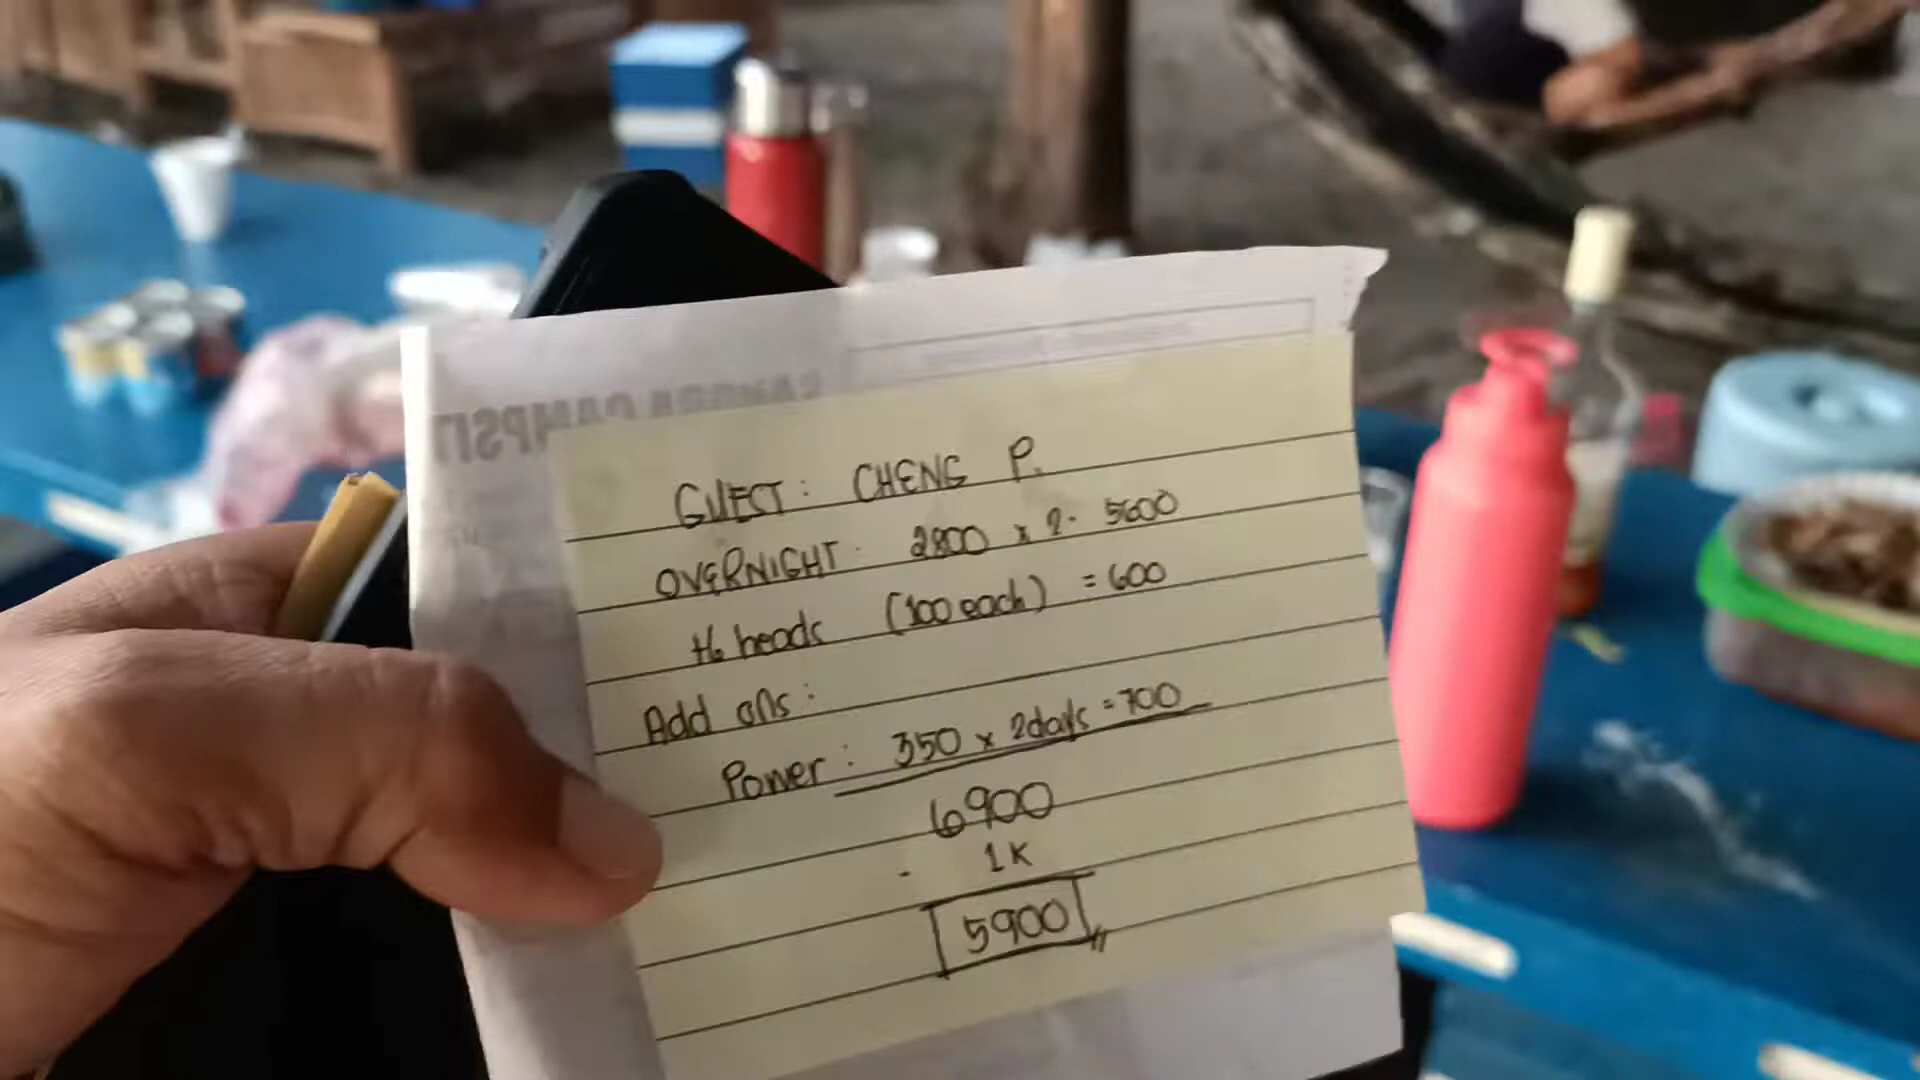 GUEST: CHENG P.
OVERNIGHT: 2800 x 2. 5600
+6 heads (100 each) = 600
Add ons:
Power: 350 x 2days = 700
6900
- 1K
5900